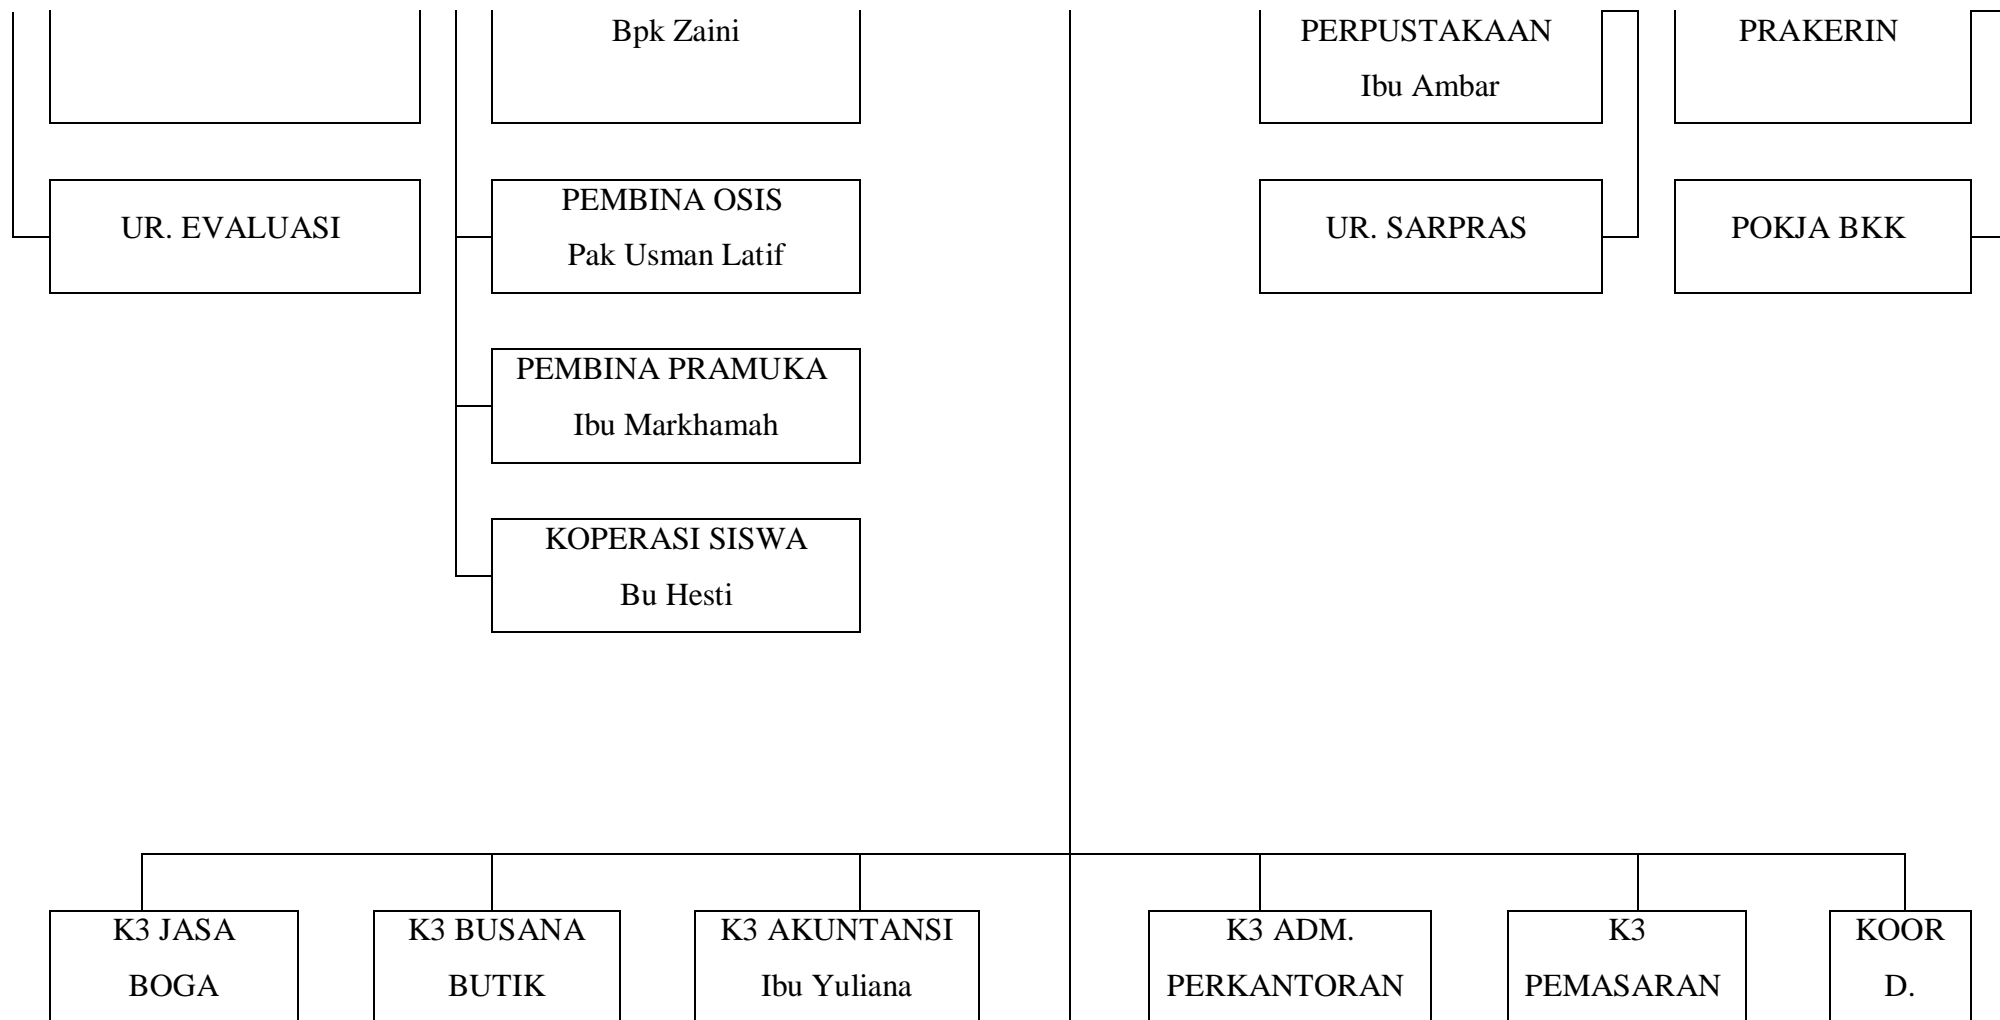 Bpk Zaini
PERPUSTAKAAN
Ibu Ambar
PRAKERIN
UR. EVALUASI
PEMBINA OSIS
Pak Usman Latif
UR. SARPRAS
POKJA BKK
PEMBINA PRAMUKA
Ibu Markhamah
KOPERASI SISWA
Bu Hesti
K3 JASA
BOGA
K3 BUSANA
BUTIK
K3 AKUNTANSI
Ibu Yuliana
K3 ADM.
PERKANTORAN
K3
PEMASARAN
KOOR
D.